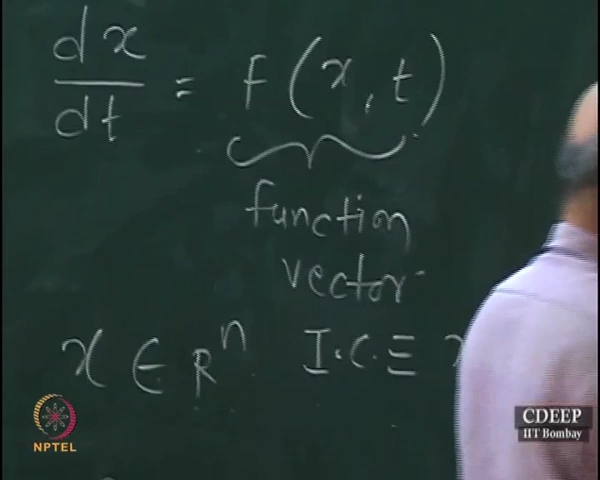 dx/dt = F(x, t)
function
vector
x ∈ R^n I.C. ≡ x
NPTEL
CDEEP
IIT Bombay